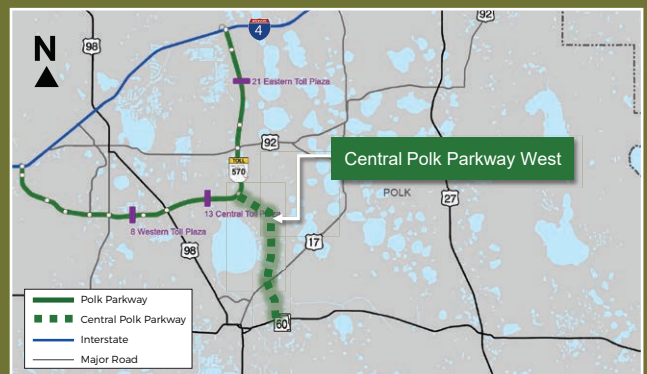 N
98
4
92
21 Eastern Toll Plaza
92
TOLL
570
Central Polk Parkway West
POLK
27
13 Central Toll Plaza
8 Western Toll Plaza
98
17
60
Polk Parkway
Central Polk Parkway
Interstate
Major Road